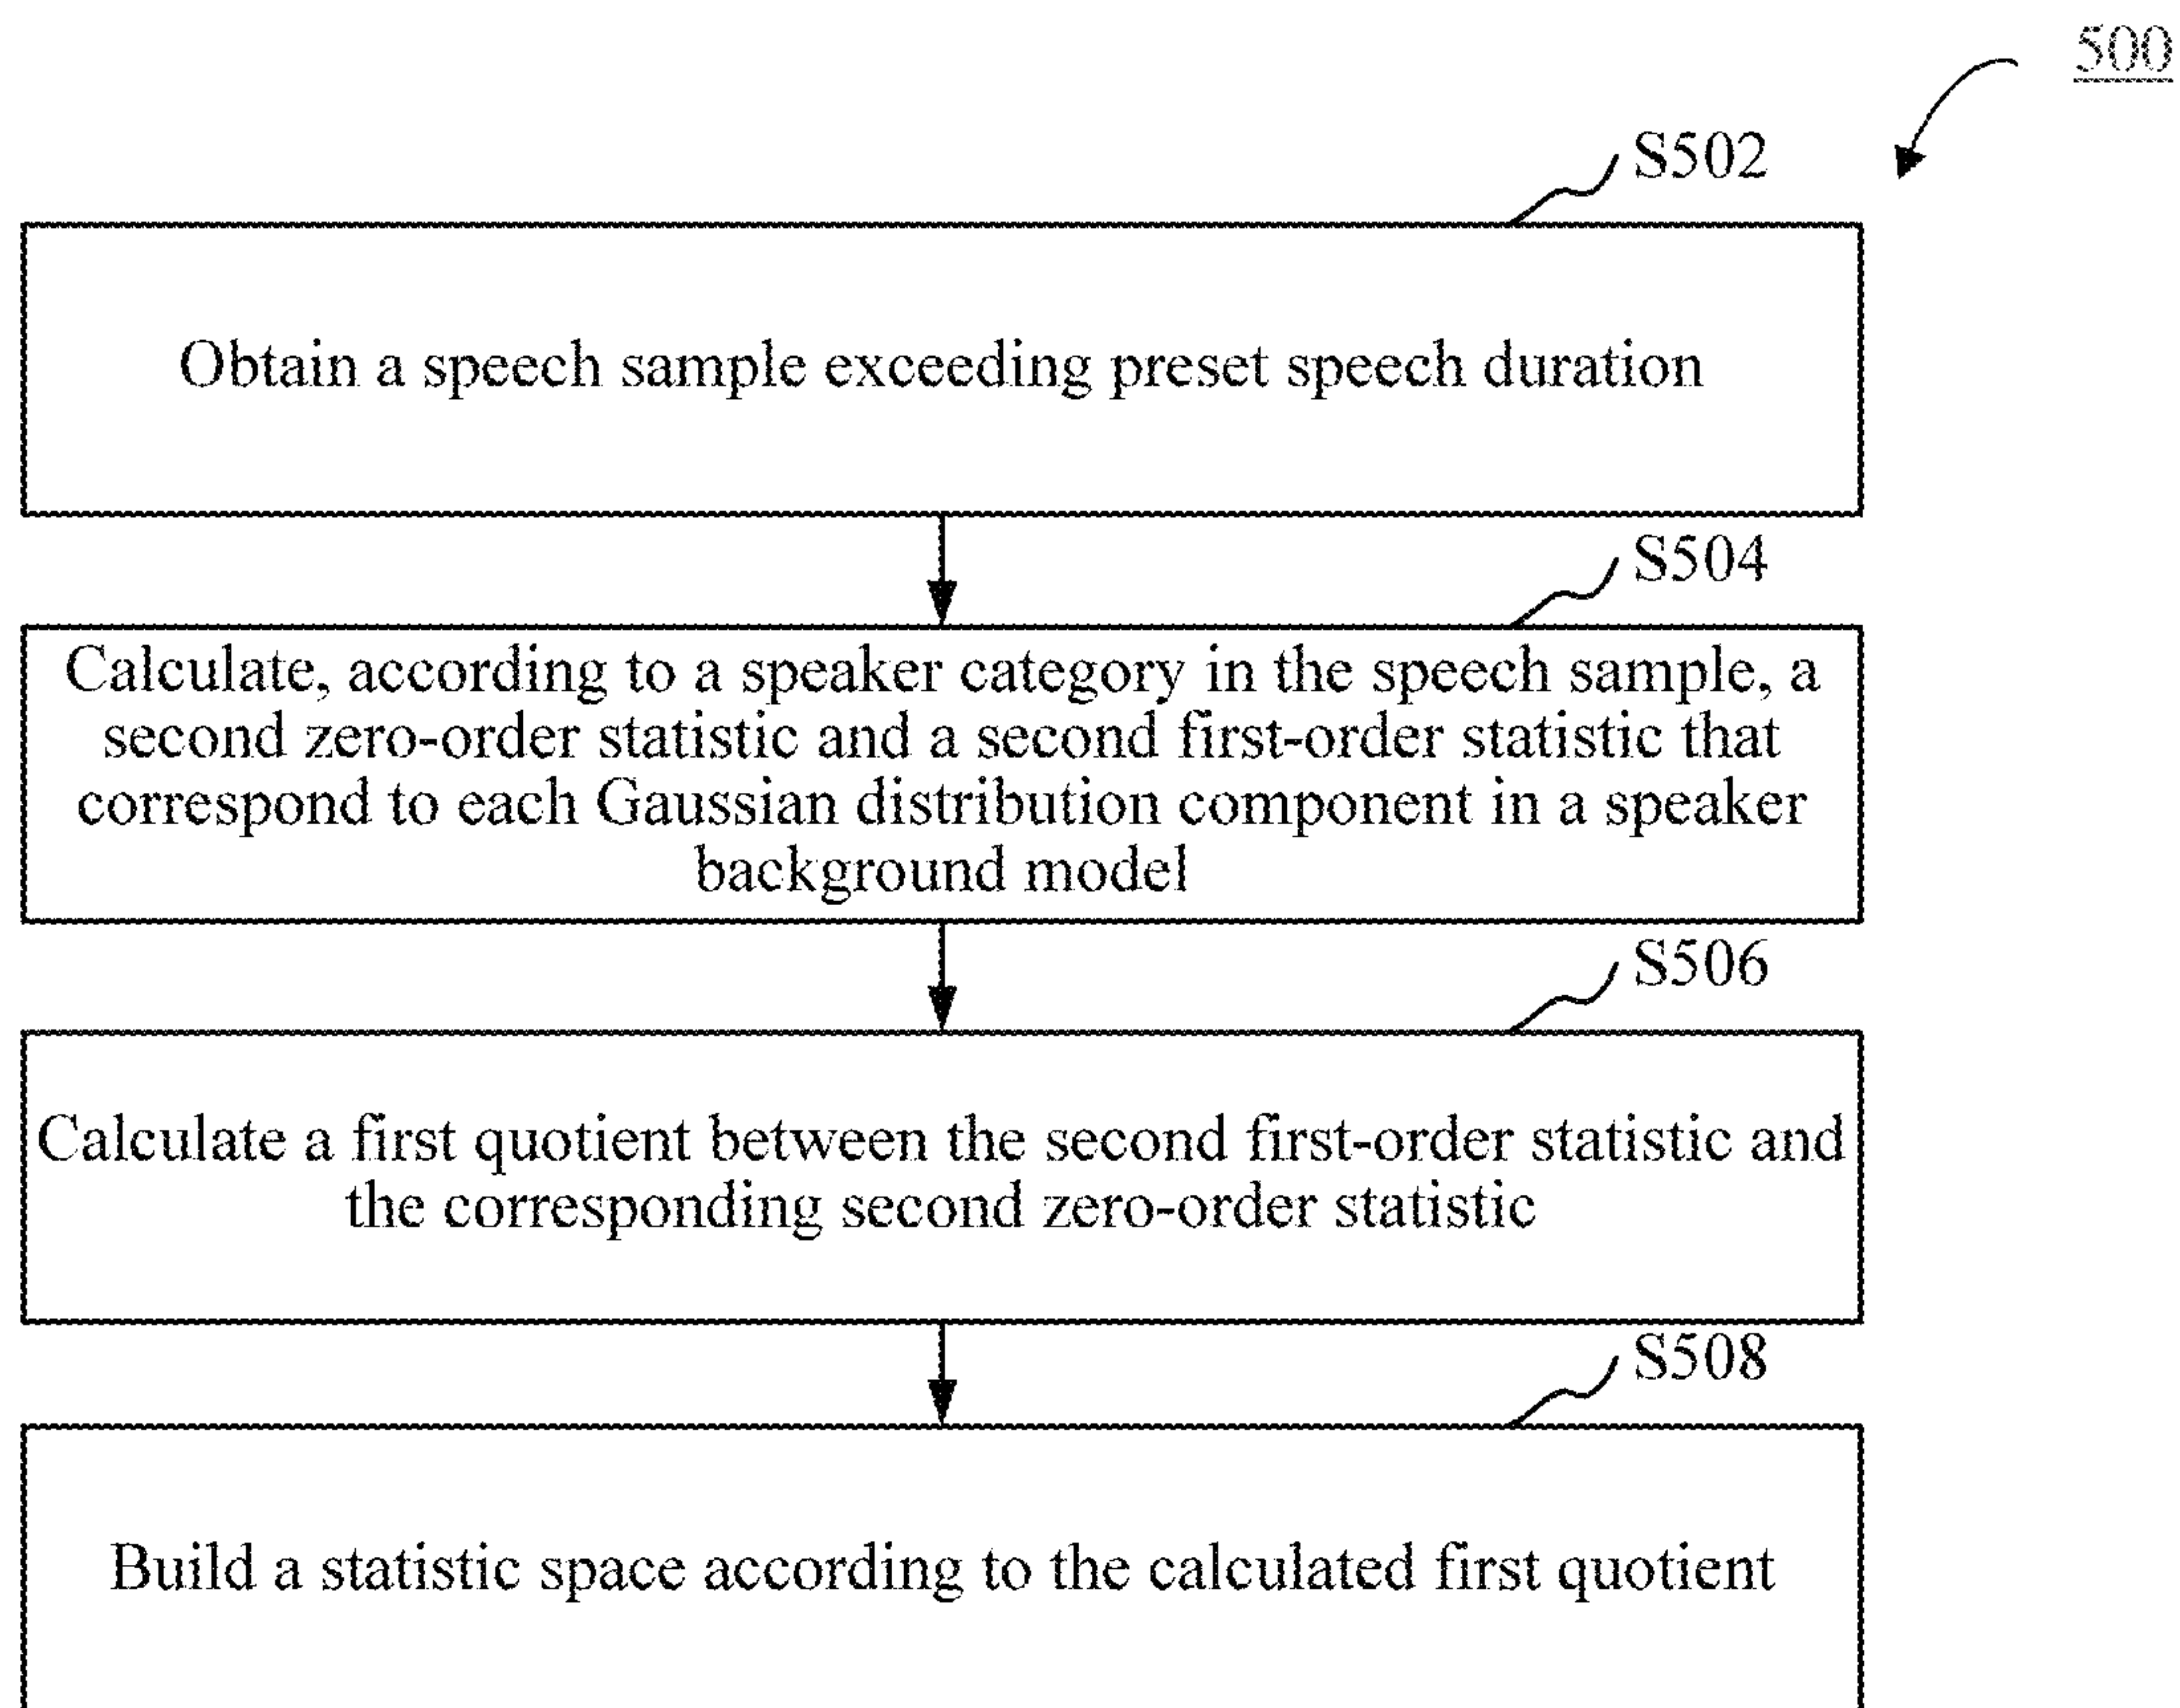 500
S502
Obtain a speech sample exceeding preset speech duration
S504
Calculate, according to a speaker category in the speech sample, a
second zero-order statistic and a second first-order statistic that
correspond to each Gaussian distribution component in a speaker
background model
S506
Calculate a first quotient between the second first-order statistic and
the corresponding second zero-order statistic
S508
Build a statistic space according to the calculated first quotient